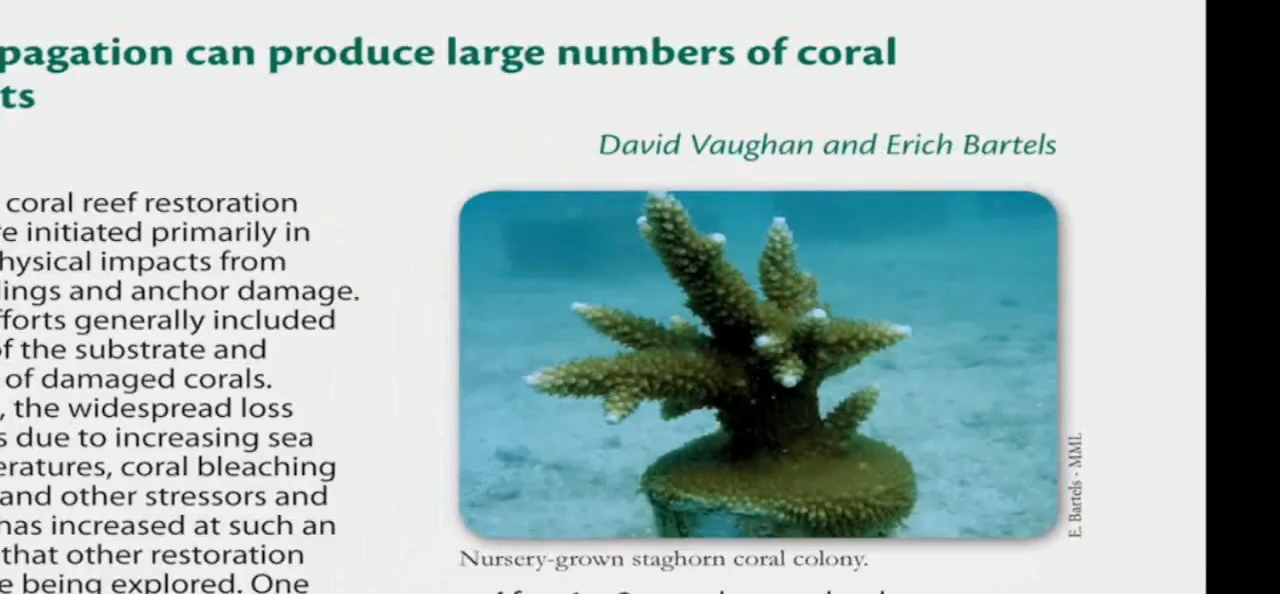 pagation can produce large numbers of coral
ts
David Vaughan and Erich Bartels
coral reef restoration
e initiated primarily in
hysical impacts from
lings and anchor damage.
fforts generally included
f the substrate and
of damaged corals.
, the widespread loss
s due to increasing sea
eratures, coral bleaching
and other stressors and
has increased at such an
that other restoration
e being explored. One
E. Bartels - MML
Nursery-grown staghorn coral colony.